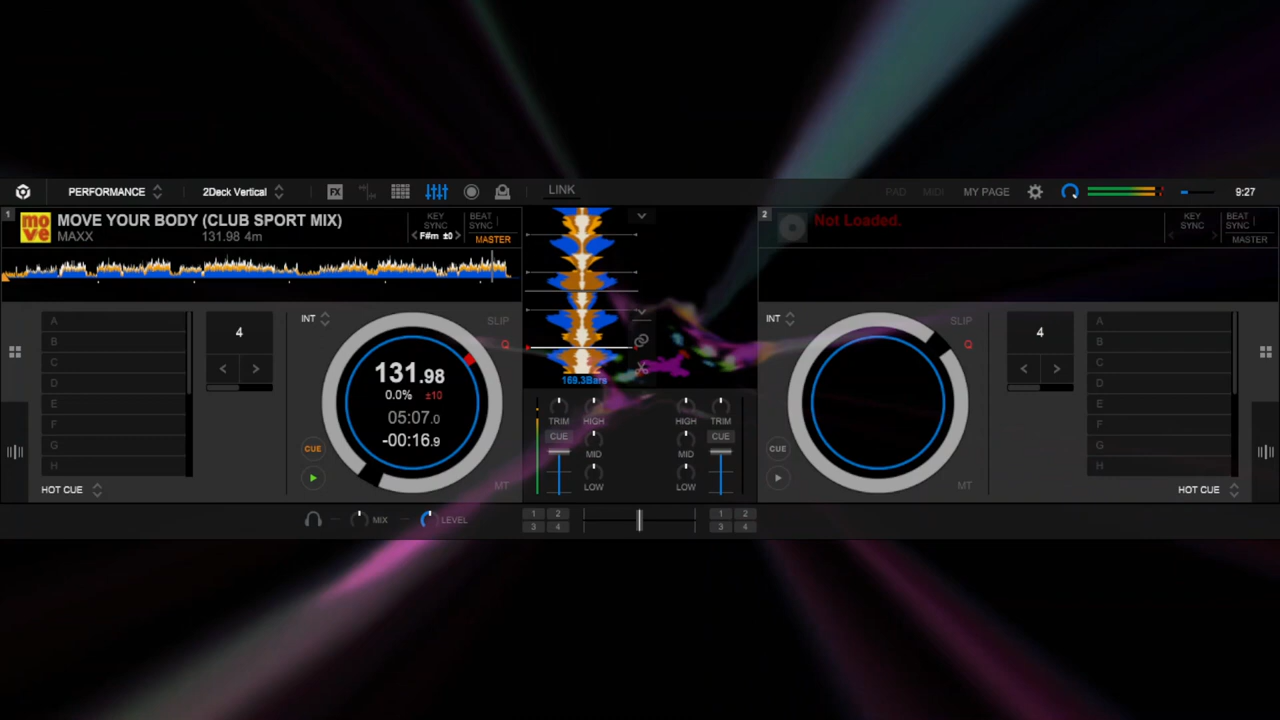 PERFORMANCE
2Deck Vertical
FX
LINK
PAD
MIDI
MY PAGE
9:27
1
move
MOVE YOUR BODY (CLUB SPORT MIX)
MAXX
131.98 4m
KEY SYNC
F#m ±0
BEAT SYNC
MASTER
2
Not Loaded.
KEY SYNC
BEAT SYNC
MASTER
A
B
C
D
E
F
G
H
HOT CUE
4
INT
SLIP
Q
131.98
0.0% ±10
05:07.0
-00:16.9
CUE
MT
169.3Bars
TRIM
HIGH
CUE
MID
LOW
HIGH
TRIM
CUE
MID
LOW
INT
SLIP
Q
CUE
MT
4
A
B
C
D
E
F
G
H
HOT CUE
MIX
LEVEL
1 2
3 4
1 2
3 4